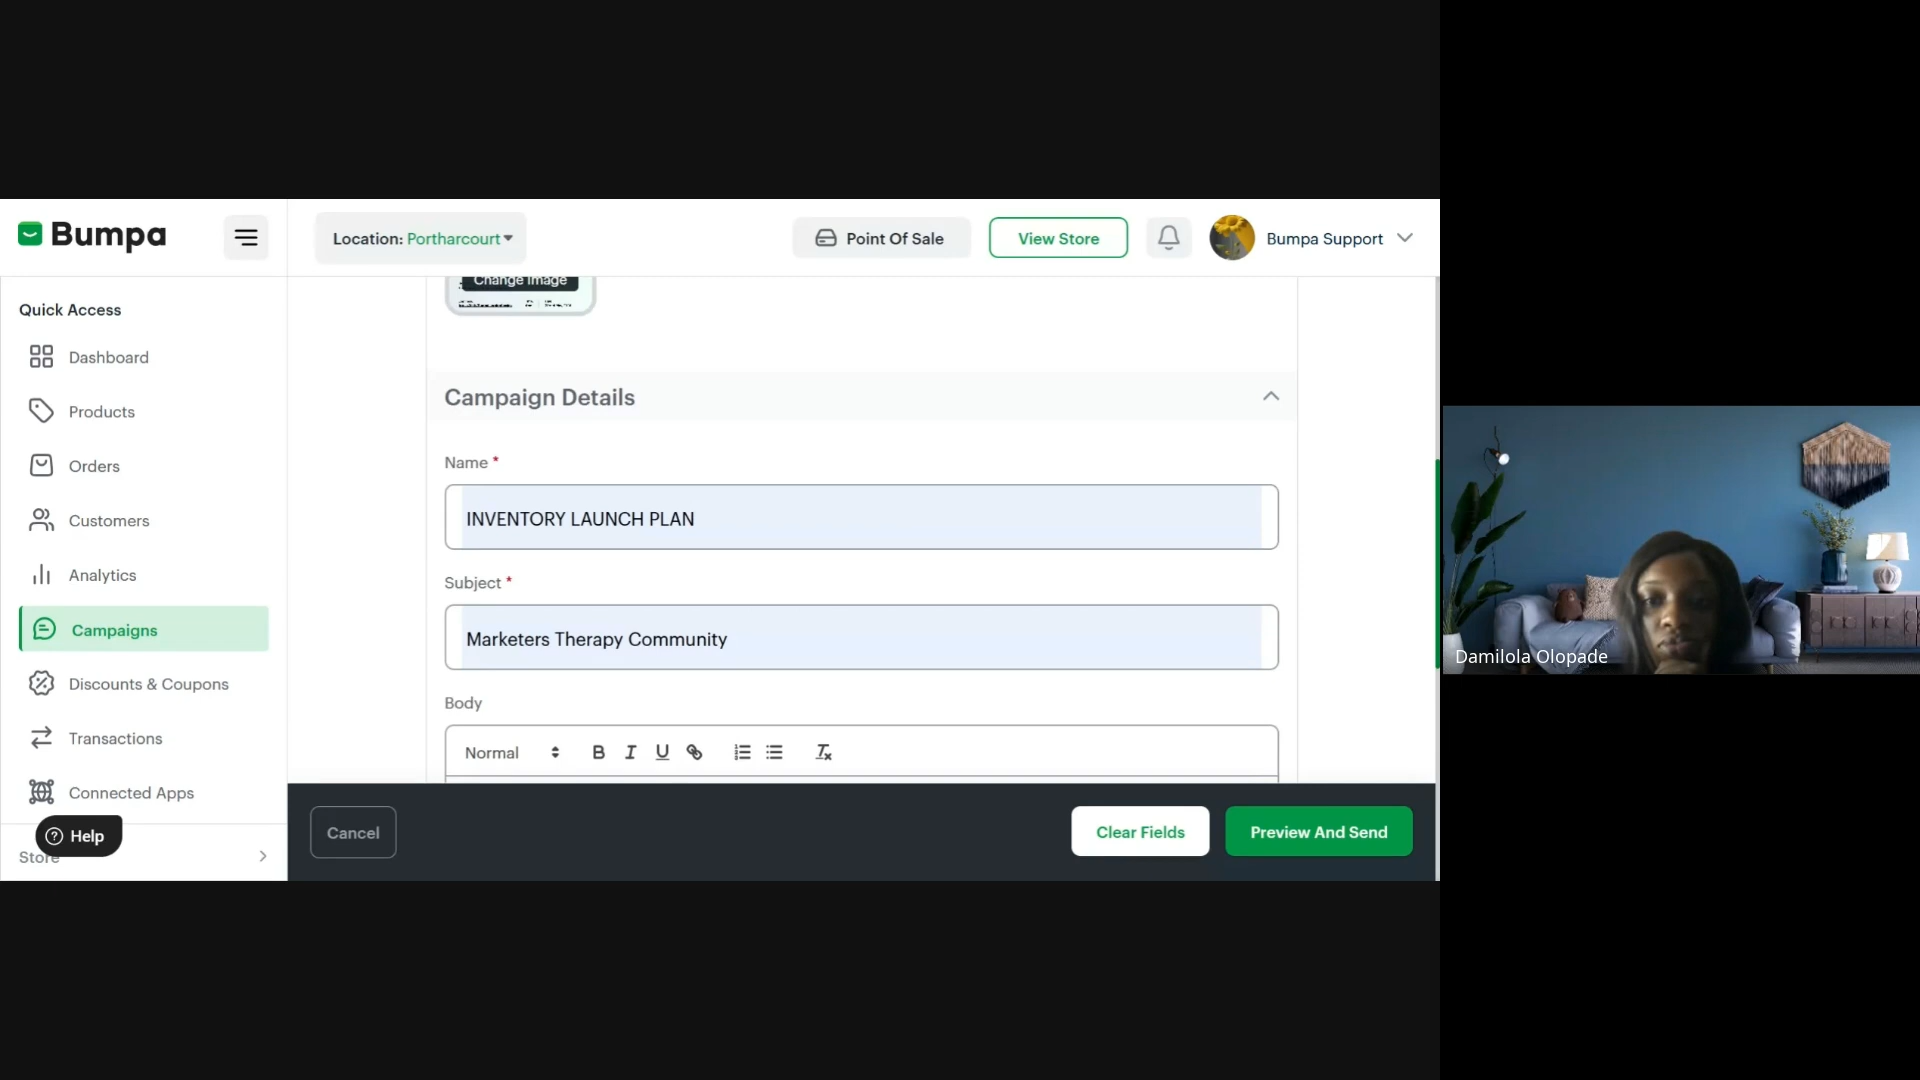 Bumpa
Location: Portharcourt
Point Of Sale
View Store
Bumpa Support
Quick Access
Dashboard
Products
Orders
Customers
Analytics
Campaigns
Discounts & Coupons
Transactions
Connected Apps
Help
Store
Change Image
Campaign Details
Name *
INVENTORY LAUNCH PLAN
Subject *
Marketers Therapy Community
Body
Normal
B I U
Cancel
Clear Fields
Preview And Send
Damilola Olopade